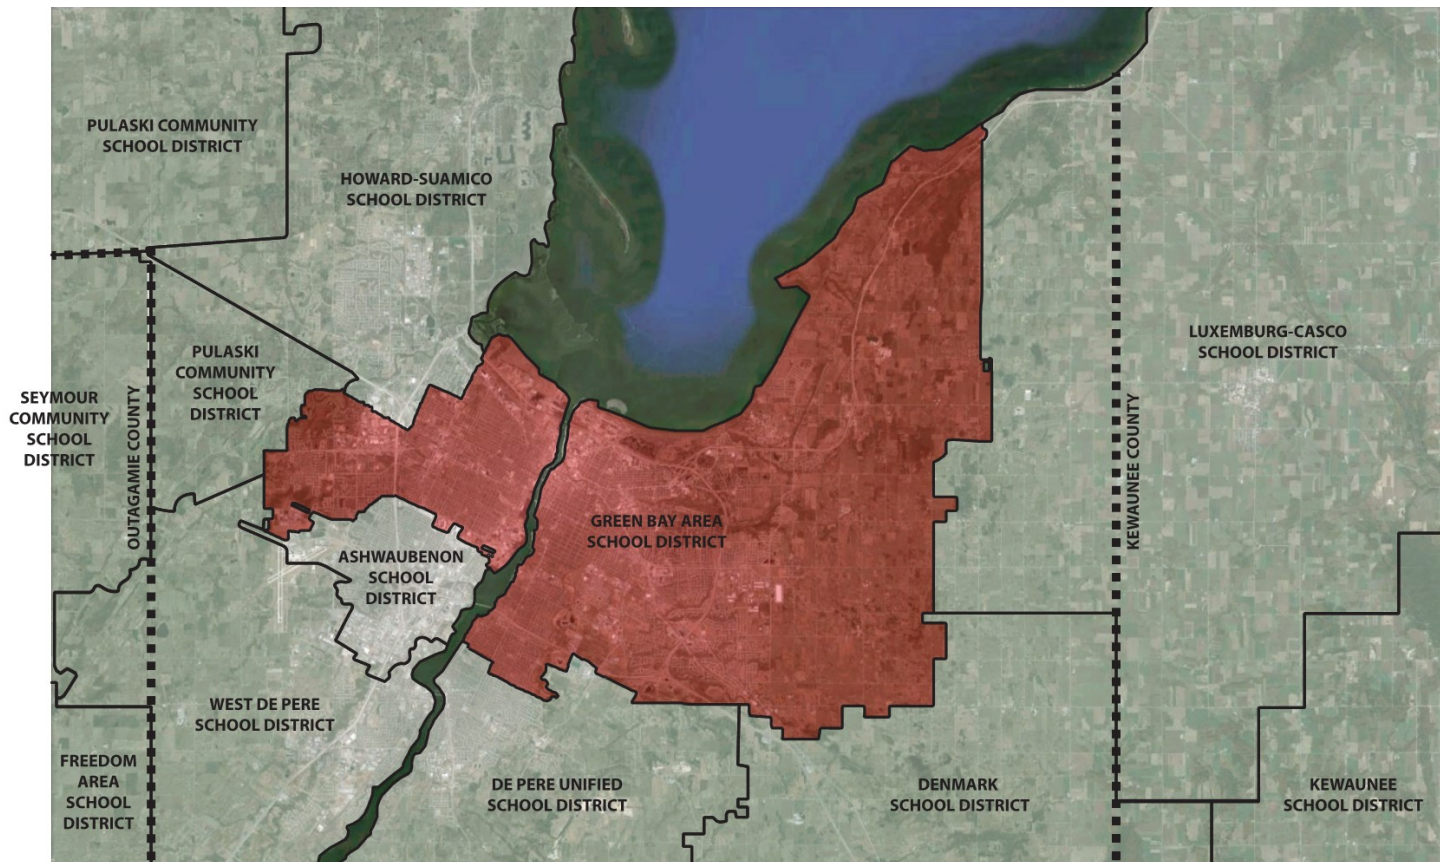 PULASKI COMMUNITY
SCHOOL DISTRICT
HOWARD-SUAMICO
SCHOOL DISTRICT
PULASKI
COMMUNITY
SCHOOL
DISTRICT
SEYMOUR
COMMUNITY
SCHOOL
DISTRICT
OUTAGAMIE COUNTY
LUXEMBURG-CASCO
SCHOOL DISTRICT
KEWAUNEE COUNTY
GREEN BAY AREA
SCHOOL DISTRICT
ASHWAUBENON
SCHOOL
DISTRICT
WEST DE PERE
SCHOOL DISTRICT
FREEDOM
AREA
SCHOOL
DISTRICT
DE PERE UNIFIED
SCHOOL DISTRICT
DENMARK
SCHOOL DISTRICT
KEWAUNEE
SCHOOL DISTRICT